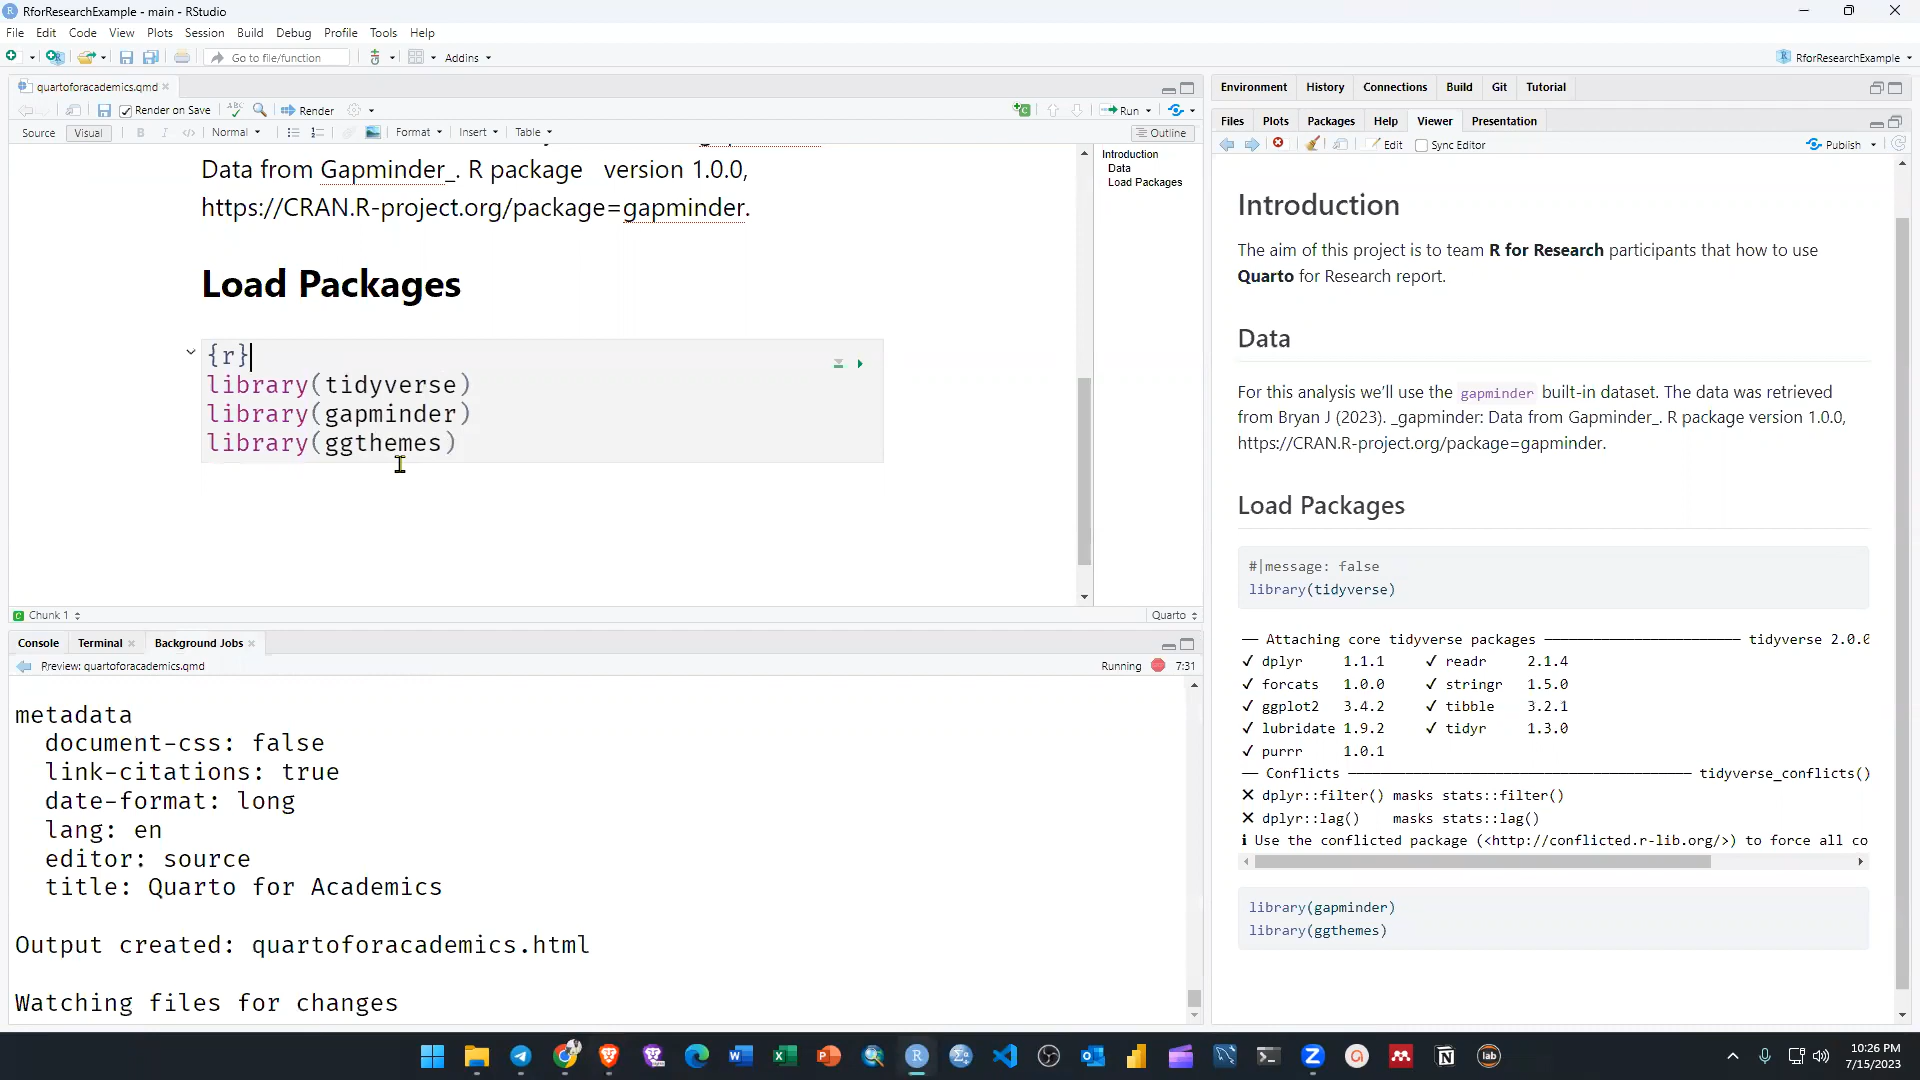 RforResearchExample - main - RStudio
File Edit Code View Plots Session Build Debug Profile Tools Help
Go to file/function Addins RforResearchExample
quartoforacademics.qmd
Render on Save ABC Render Run
Source Visual B I Normal Format Insert Table Outline
Data from Gapminder_. R package version 1.0.0,
https://CRAN.R-project.org/package=gapminder.
Load Packages
{r}
library(tidyverse)
library(gapminder)
library(ggthemes)
Introduction
Data
Load Packages
Chunk 1 Quarto
Console Terminal Background Jobs
Preview: quartoforacademics.qmd Running 7:31
metadata
document-css: false
link-citations: true
date-format: long
lang: en
editor: source
title: Quarto for Academics
Output created: quartoforacademics.html
Watching files for changes
Environment History Connections Build Git Tutorial
Files Plots Packages Help Viewer Presentation
Edit Sync Editor Publish
Introduction
The aim of this project is to team R for Research participants that how to use
Quarto for Research report.
Data
For this analysis we'll use the gapminder built-in dataset. The data was retrieved
from Bryan J (2023). _gapminder: Data from Gapminder_. R package version 1.0.0,
https://CRAN.R-project.org/package=gapminder.
Load Packages
#|message: false
library(tidyverse)
── Attaching core tidyverse packages ──────────────── tidyverse 2.0.0
✓ dplyr 1.1.1 ✓ readr 2.1.4
✓ forcats 1.0.0 ✓ stringr 1.5.0
✓ ggplot2 3.4.2 ✓ tibble 3.2.1
✓ lubridate 1.9.2 ✓ tidyr 1.3.0
✓ purrr 1.0.1
── Conflicts ──────────────────────────── tidyverse_conflicts()
✕ dplyr::filter() masks stats::filter()
✕ dplyr::lag() masks stats::lag()
ℹ Use the conflicted package (<http://conflicted.r-lib.org/>) to force all co
library(gapminder)
library(ggthemes)
lab
10:26 PM
7/15/2023